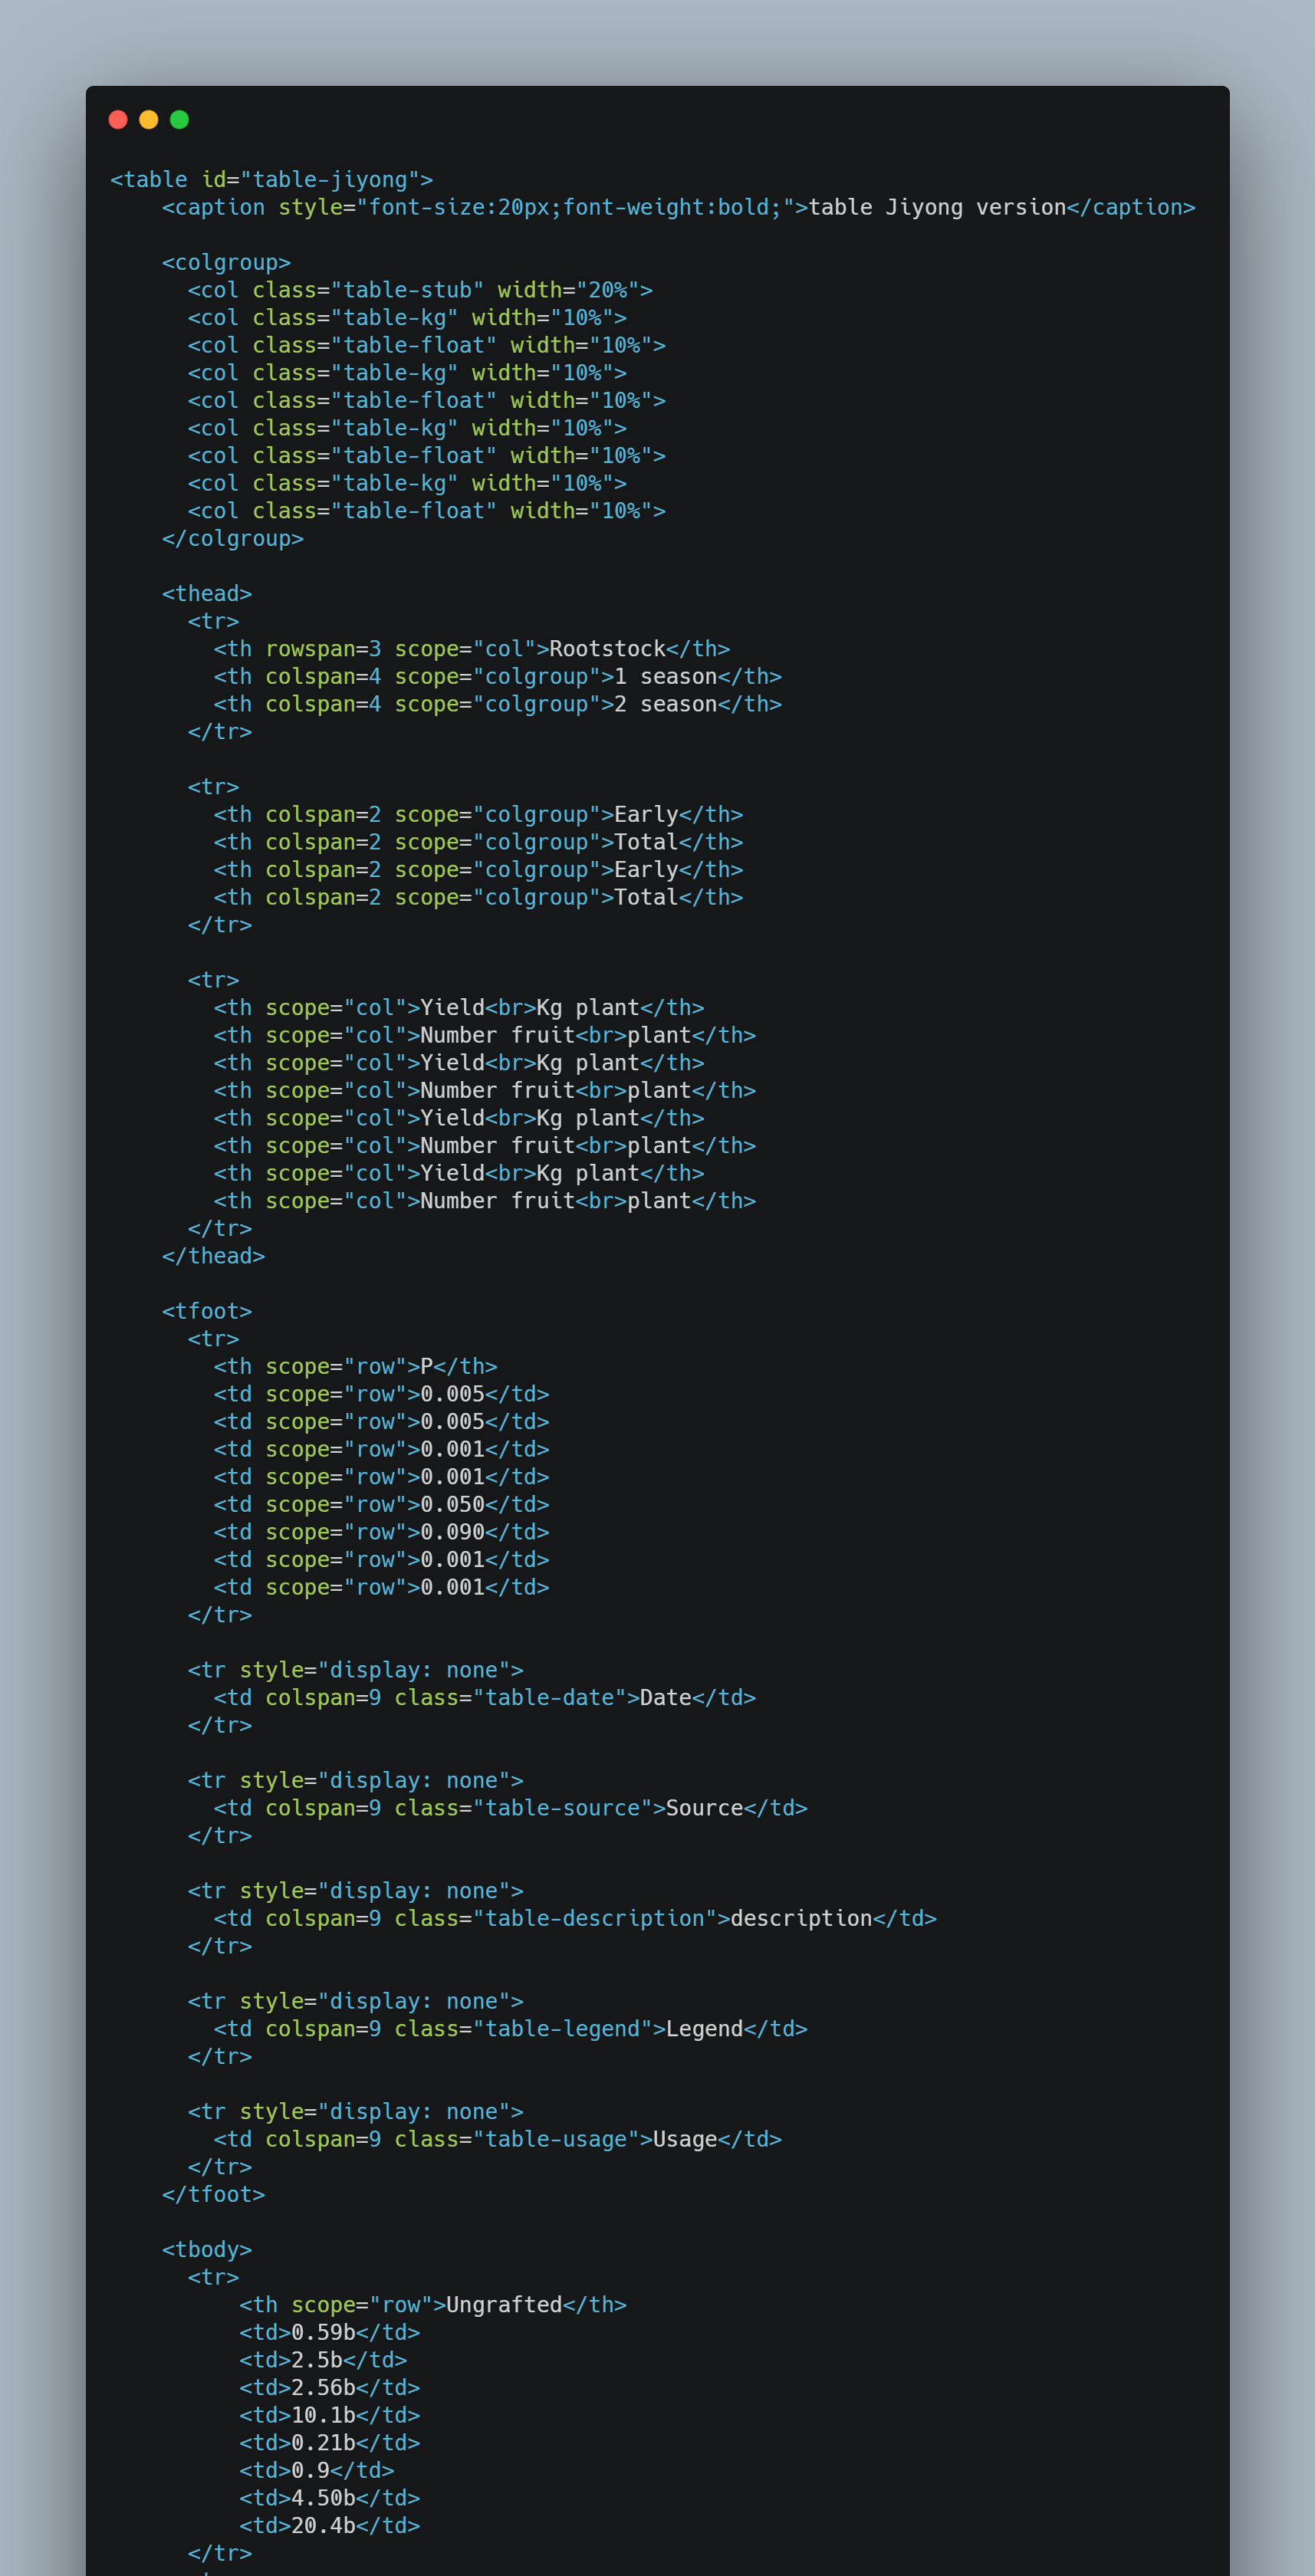 <table id="table-jiyong">
    <caption style="font-size:20px;font-weight:bold;">table Jiyong version</caption>

    <colgroup>
      <col class="table-stub" width="20%">
      <col class="table-kg" width="10%">
      <col class="table-float" width="10%">
      <col class="table-kg" width="10%">
      <col class="table-float" width="10%">
      <col class="table-kg" width="10%">
      <col class="table-float" width="10%">
      <col class="table-kg" width="10%">
      <col class="table-float" width="10%">
    </colgroup>

    <thead>
      <tr>
        <th rowspan=3 scope="col">Rootstock</th>
        <th colspan=4 scope="colgroup">1 season</th>
        <th colspan=4 scope="colgroup">2 season</th>
      </tr>

      <tr>
        <th colspan=2 scope="colgroup">Early</th>
        <th colspan=2 scope="colgroup">Total</th>
        <th colspan=2 scope="colgroup">Early</th>
        <th colspan=2 scope="colgroup">Total</th>
      </tr>

      <tr>
        <th scope="col">Yield<br>Kg plant</th>
        <th scope="col">Number fruit<br>plant</th>
        <th scope="col">Yield<br>Kg plant</th>
        <th scope="col">Number fruit<br>plant</th>
        <th scope="col">Yield<br>Kg plant</th>
        <th scope="col">Number fruit<br>plant</th>
        <th scope="col">Yield<br>Kg plant</th>
        <th scope="col">Number fruit<br>plant</th>
      </tr>
    </thead>

    <tfoot>
      <tr>
        <th scope="row">P</th>
        <td scope="row">0.005</td>
        <td scope="row">0.005</td>
        <td scope="row">0.001</td>
        <td scope="row">0.001</td>
        <td scope="row">0.050</td>
        <td scope="row">0.090</td>
        <td scope="row">0.001</td>
        <td scope="row">0.001</td>
      </tr>

      <tr style="display: none">
        <td colspan=9 class="table-date">Date</td>
      </tr>

      <tr style="display: none">
        <td colspan=9 class="table-source">Source</td>
      </tr>

      <tr style="display: none">
        <td colspan=9 class="table-description">description</td>
      </tr>

      <tr style="display: none">
        <td colspan=9 class="table-legend">Legend</td>
      </tr>

      <tr style="display: none">
        <td colspan=9 class="table-usage">Usage</td>
      </tr>
    </tfoot>

    <tbody>
      <tr>
          <th scope="row">Ungrafted</th>
          <td>0.59b</td>
          <td>2.5b</td>
          <td>2.56b</td>
          <td>10.1b</td>
          <td>0.21b</td>
          <td>0.9</td>
          <td>4.50b</td>
          <td>20.4b</td>
      </tr>